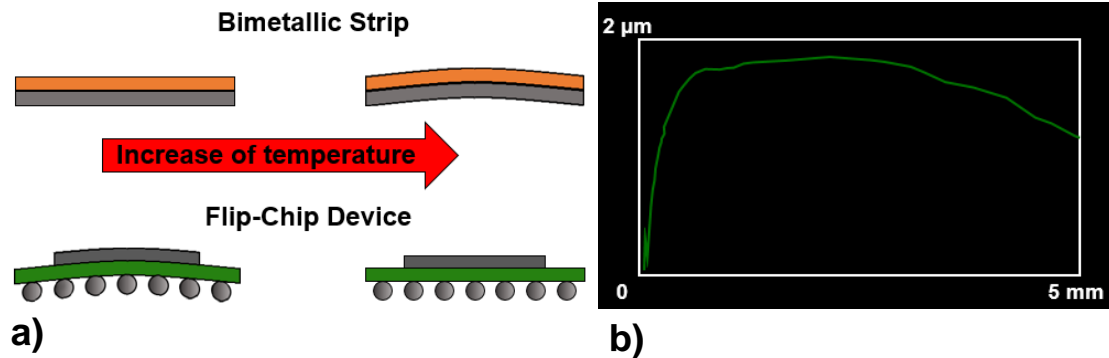 Bimetallic Strip
Increase of temperature
Flip-Chip Device
a)
2 µm
0
5 mm
b)